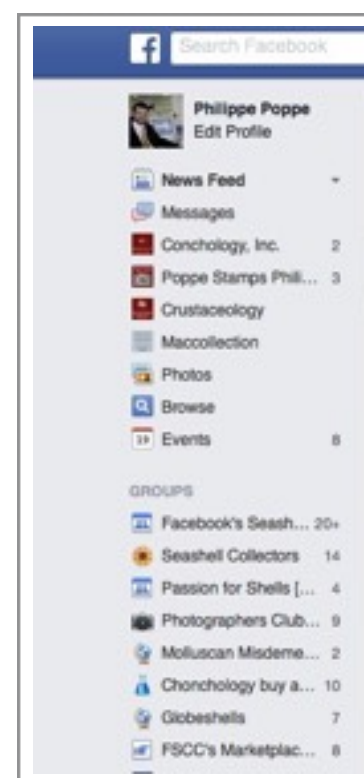 f Search Facebook
Philippe Poppe
Edit Profile
News Feed
Messages
Conchology, Inc. 2
Poppe Stamps Phili... 3
Crustaceology
Maccollection
Photos
Browse
19 Events 8
GROUPS
Facebook's Seash... 20+
Seashell Collectors 14
Passion for Shells [... 4
Photographers Club... 9
Molluscan Misdeme... 2
Chonchology buy a... 10
Globeshells 7
FSCC's Marketplac... 8